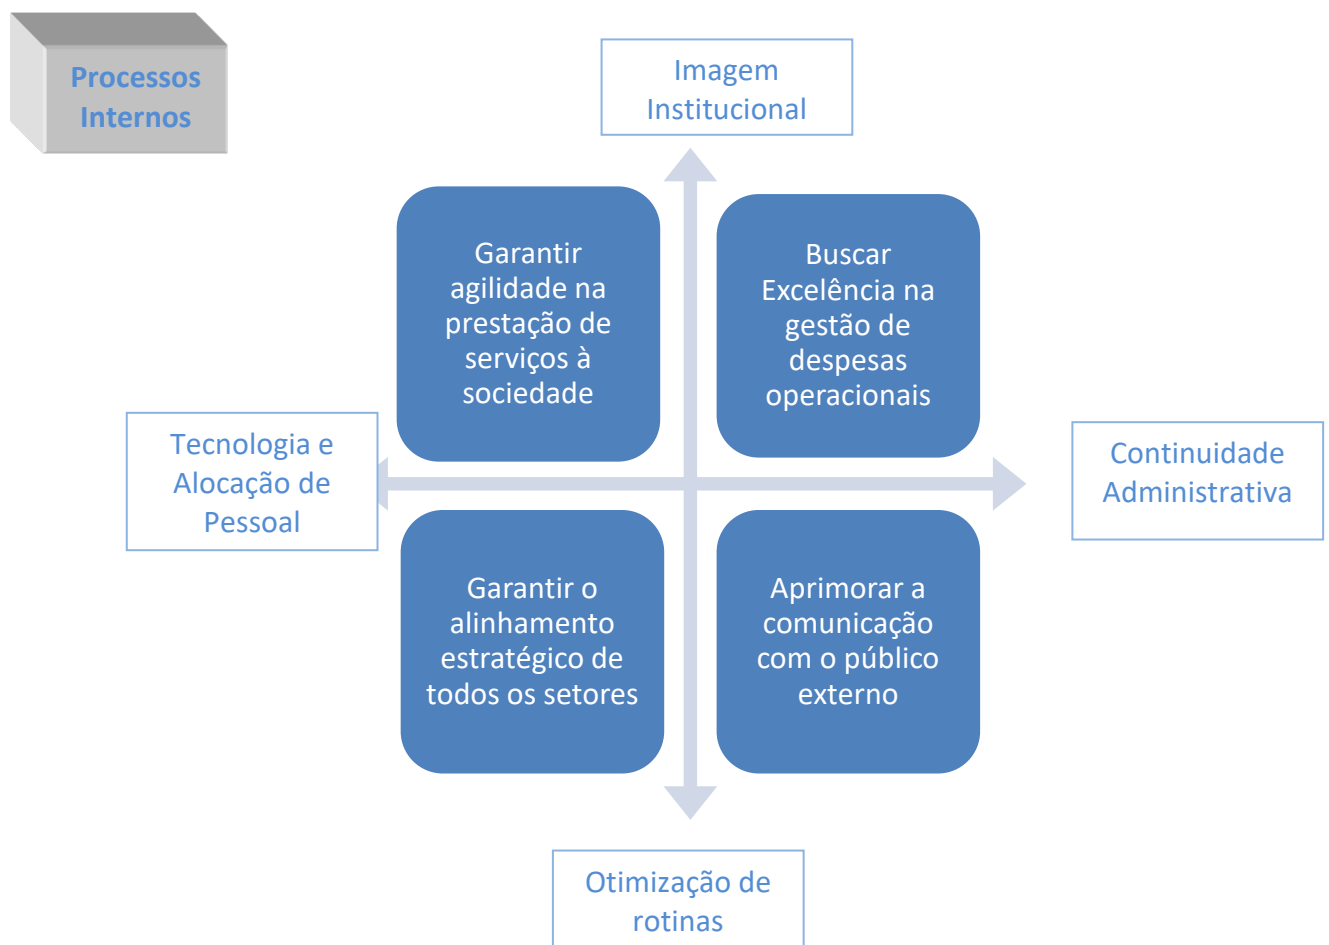 Processos
Internos
Imagem
Institucional
Garantir
agilidade na
prestação de
serviços à
sociedade
Buscar
Excelência na
gestão de
despesas
operacionais
Tecnologia e
Alocação de
Pessoal
Continuidade
Administrativa
Garantir o
alinhamento
estratégico de
todos os setores
Aprimorar a
comunicação
com o público
externo
Otimização de
rotinas